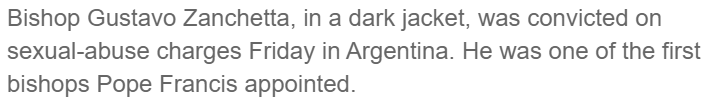 Bishop Gustavo Zanchetta, in a dark jacket, was convicted on
sexual-abuse charges Friday in Argentina. He was one of the first
bishops Pope Francis appointed.